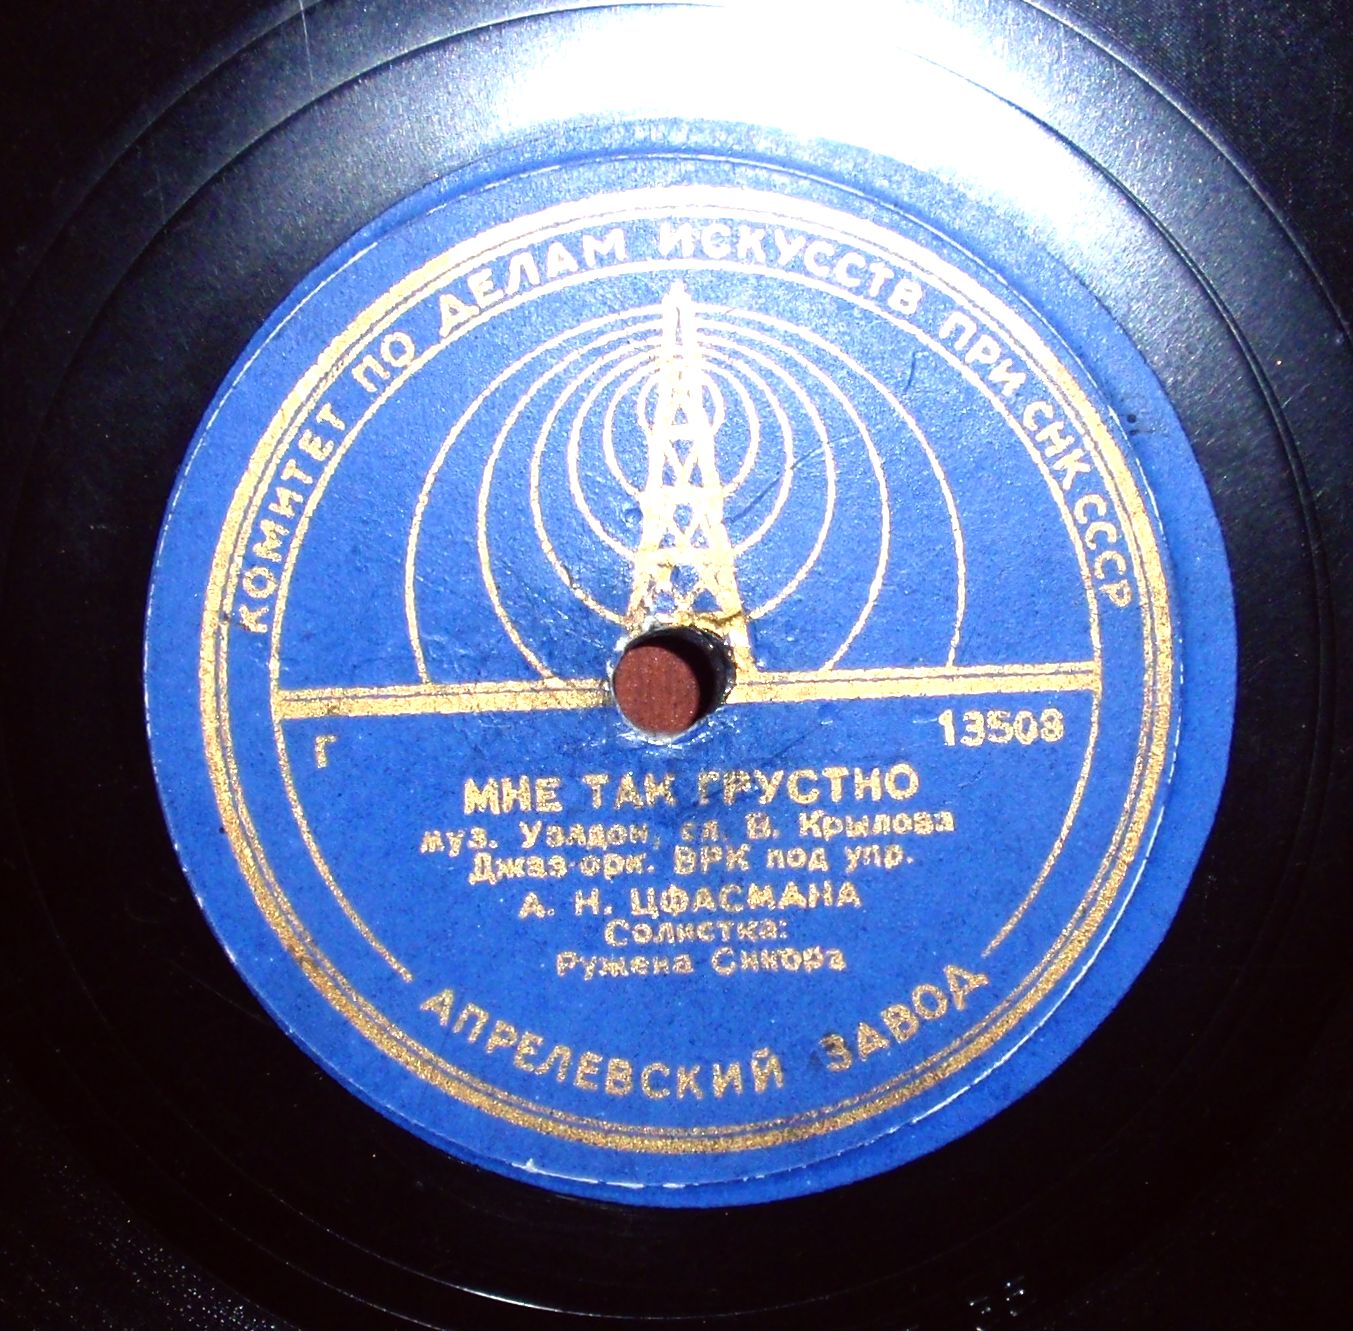 КОМИТЕТ ПО ДЕЛАМ ИСКУССТВ ПРИ СНК СССР
Г 13508
МНЕ ТАК ГРУСТНО
муз. Уэлдон, сл. В. Крылова
Джаз-орк. ВРК под упр.
А. Н. ЦФАСМАНА
Солистка:
Ружена Сикора
АПРЕЛЕВСКИЙ ЗАВОД